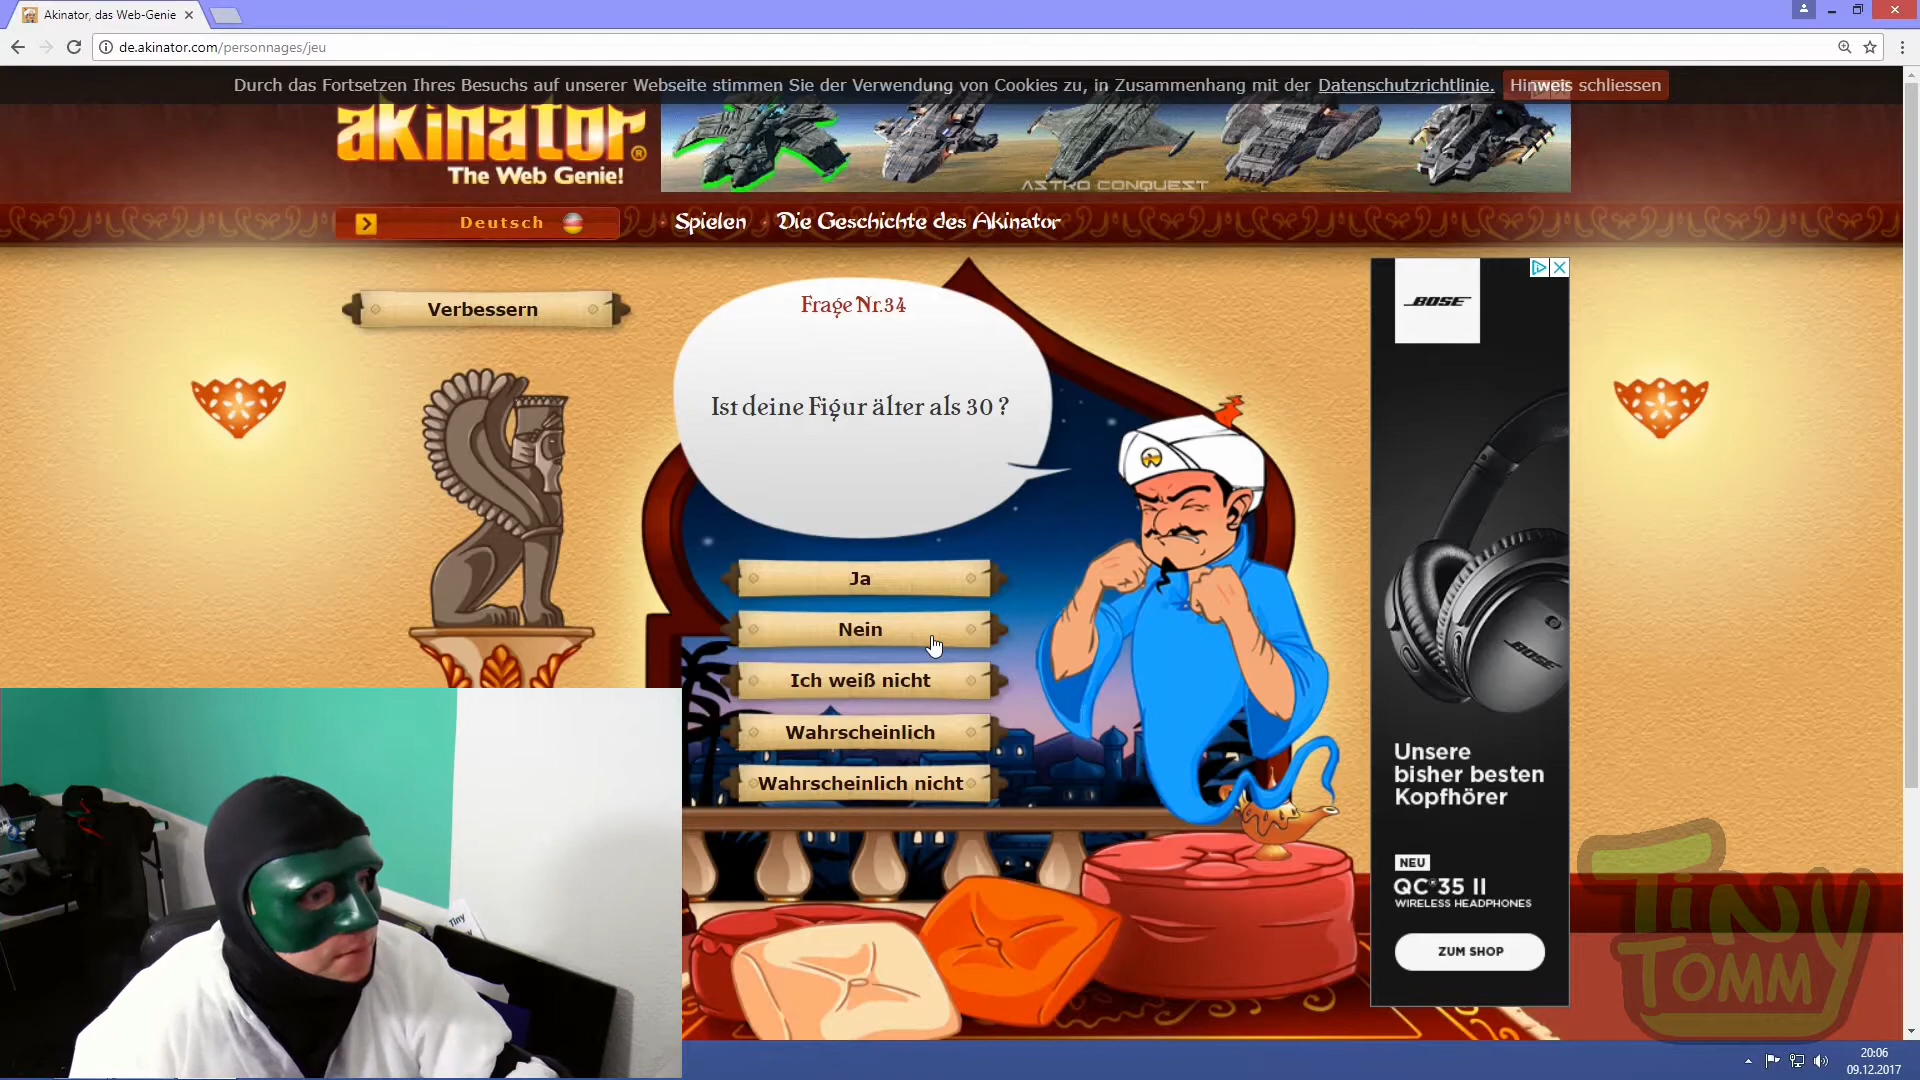 Akinator, das Web-Genie
de.akinator.com/personnages/jeu
Durch das Fortsetzen Ihres Besuchs auf unserer Webseite stimmen Sie der Verwendung von Cookies zu, in Zusammenhang mit der Datenschutzrichtlinie. Hinweis schliessen
akinator®
The Web Genie!
ASTRO CONQUEST
Deutsch
· Spielen · Die Geschichte des Akinator
Verbessern
Frage Nr.34
Ist deine Figur älter als 30 ?
Ja
Nein
Ich weiß nicht
Wahrscheinlich
Wahrscheinlich nicht
BOSE
BOSE
Unsere
bisher besten
Kopfhörer
NEU
QC®35 II
WIRELESS HEADPHONES
ZUM SHOP
Tiny
TiNY
TOMMY
20:06
09.12.2017